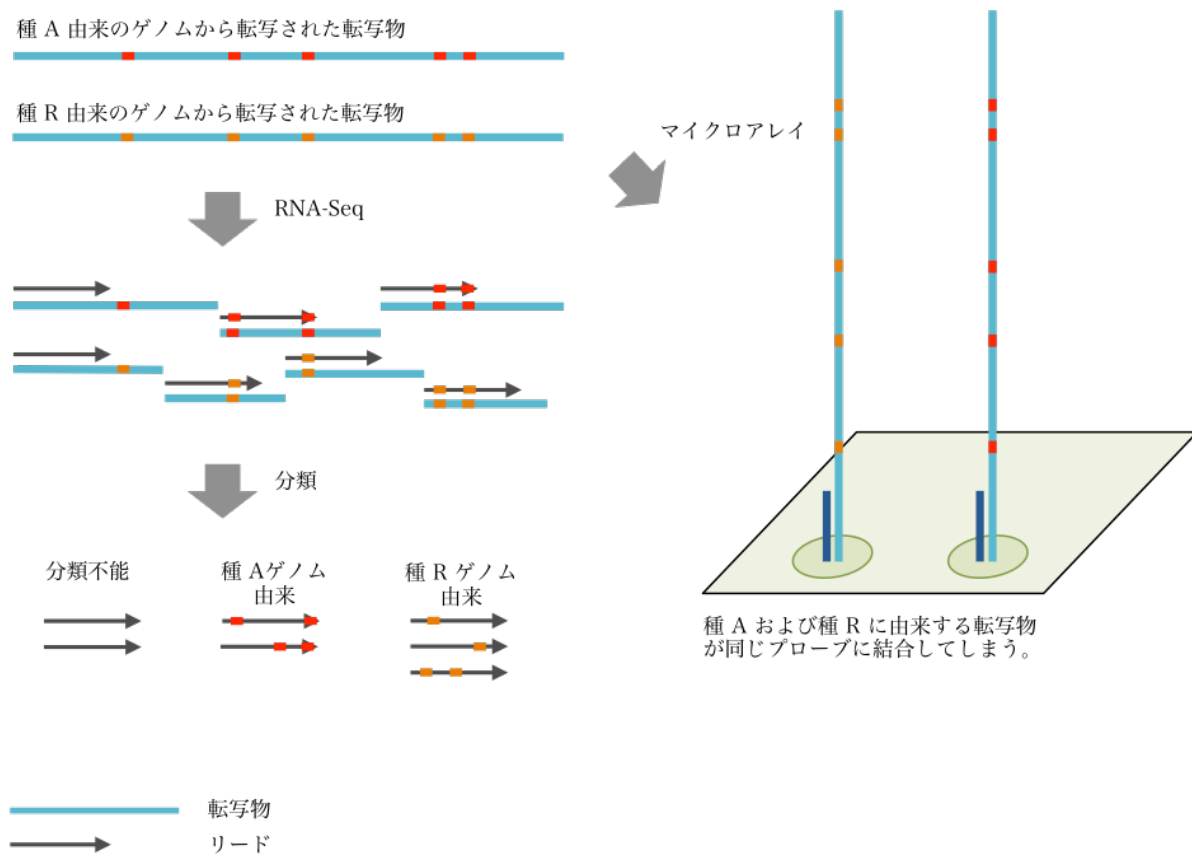 種 A 由来のゲノムから転写された転写物
種 R 由来のゲノムから転写された転写物
マイクロアレイ
RNA-Seq
分類
分類不能
種 Aゲノム
由来
種 R ゲノム
由来
種 A および種 R に由来する転写物
が同じプローブに結合してしまう。
転写物
リード